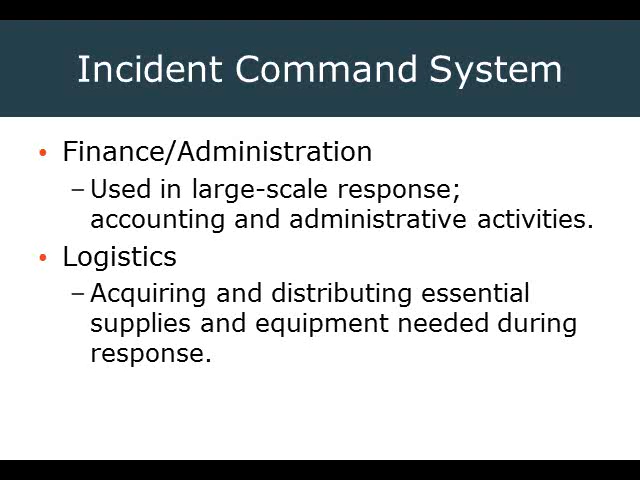 Incident Command System
• Finance/Administration
–Used in large-scale response;
accounting and administrative activities.
• Logistics
–Acquiring and distributing essential
supplies and equipment needed during
response.